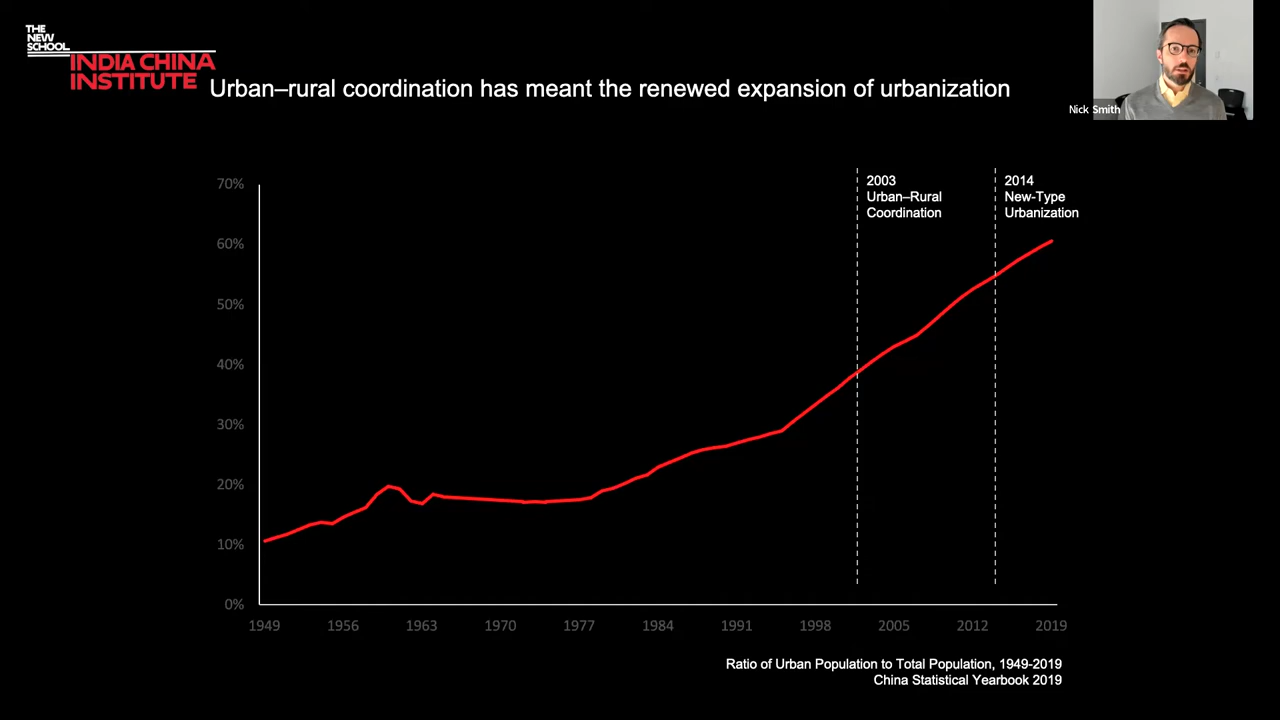 THE
NEW
SCHOOL
INDIA CHINA
INSTITUTE
Urban–rural coordination has meant the renewed expansion of urbanization
Nick Smith
70%
60%
50%
40%
30%
20%
10%
0%
2003
Urban–Rural
Coordination
2014
New-Type
Urbanization
1949 1956 1963 1970 1977 1984 1991 1998 2005 2012 2019
Ratio of Urban Population to Total Population, 1949-2019
China Statistical Yearbook 2019